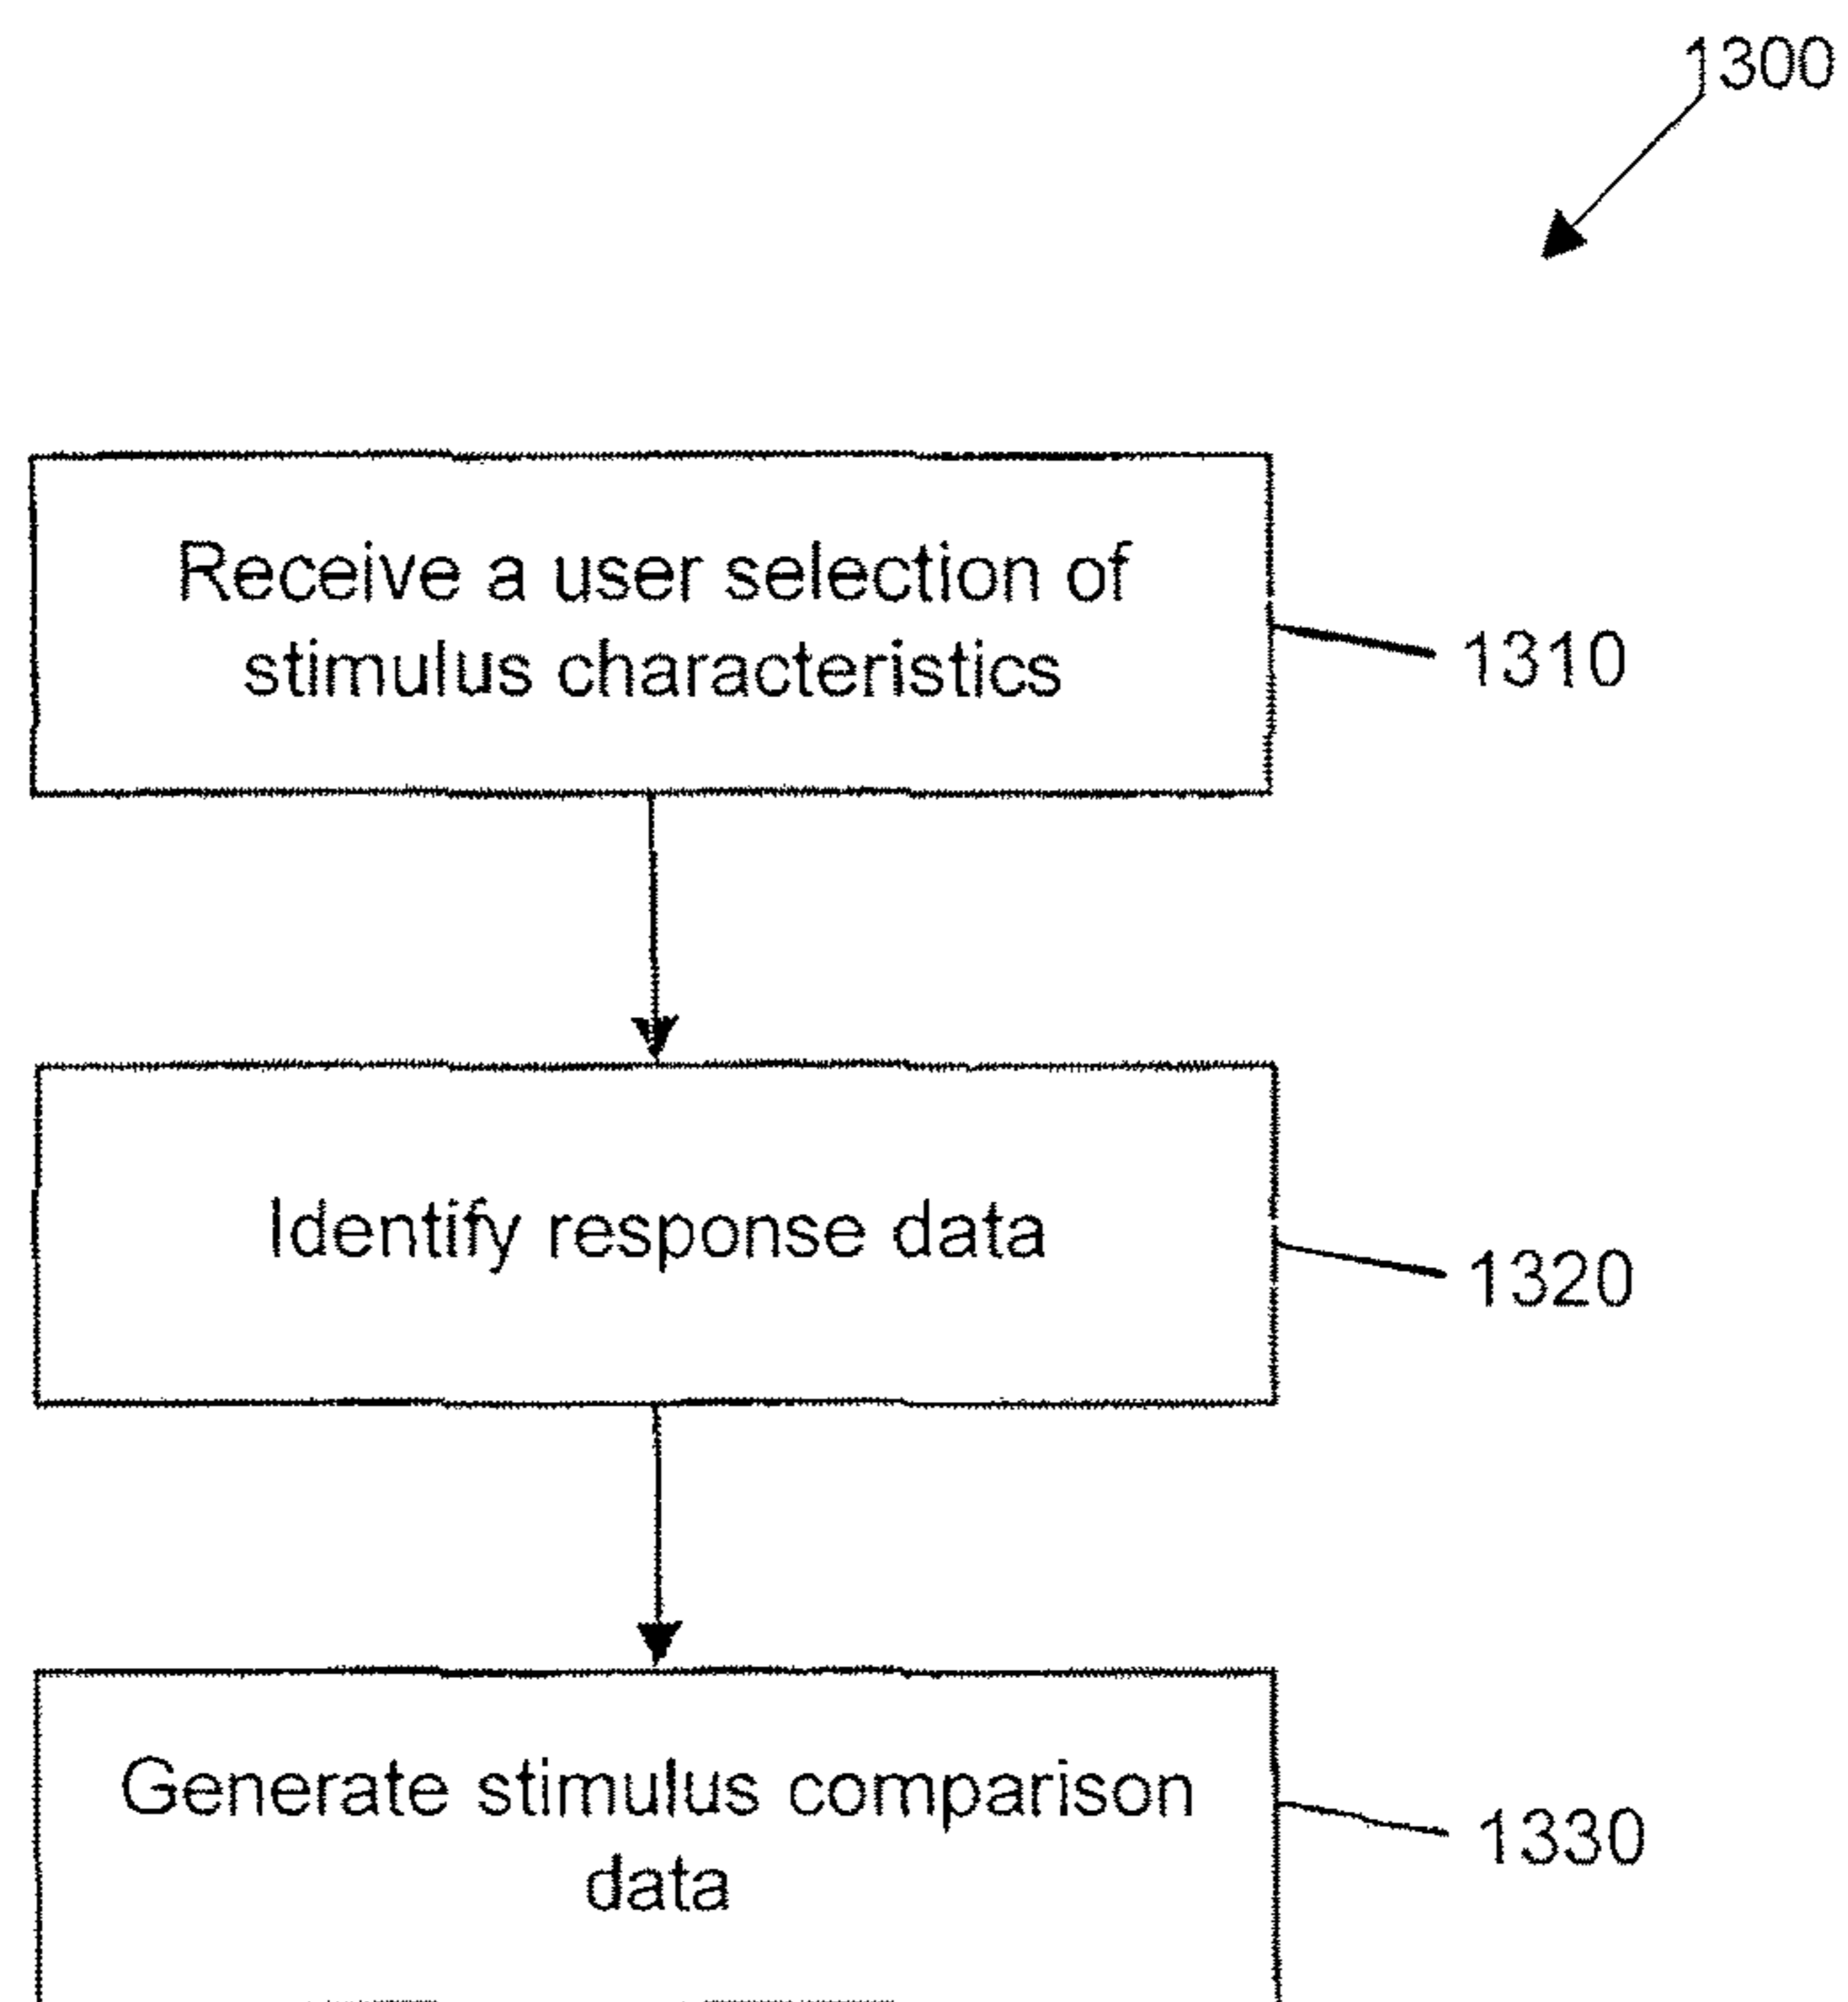 1300
Receive a user selection of
stimulus characteristics
1310
Identify response data
1320
Generate stimulus comparison
data
1330